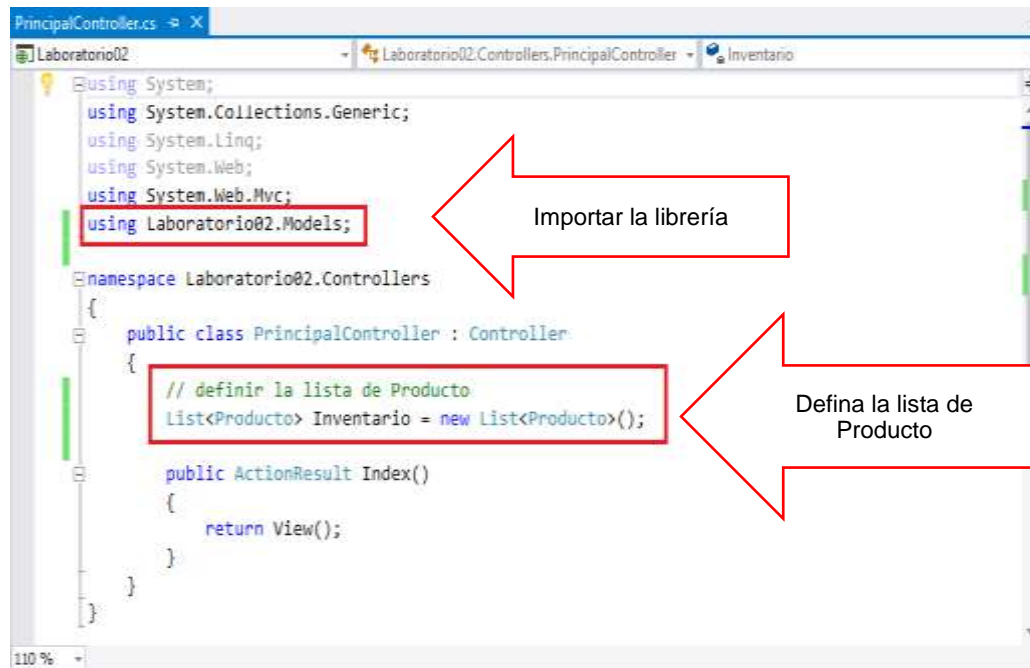 PrincipalController.cs
Laboratorio02
Laboratorio02.Controllers.PrincipalController
Inventario
using System;
using System.Collections.Generic;
using System.Linq;
using System.Web;
using System.Web.Mvc;
using Laboratorio02.Models;
Importar la librería
namespace Laboratorio02.Controllers
{
public class PrincipalController : Controller
{
// definir la lista de Producto
List<Producto> Inventario = new List<Producto>();
Defina la lista de
Producto
public ActionResult Index()
{
return View();
}
}
}
110 %